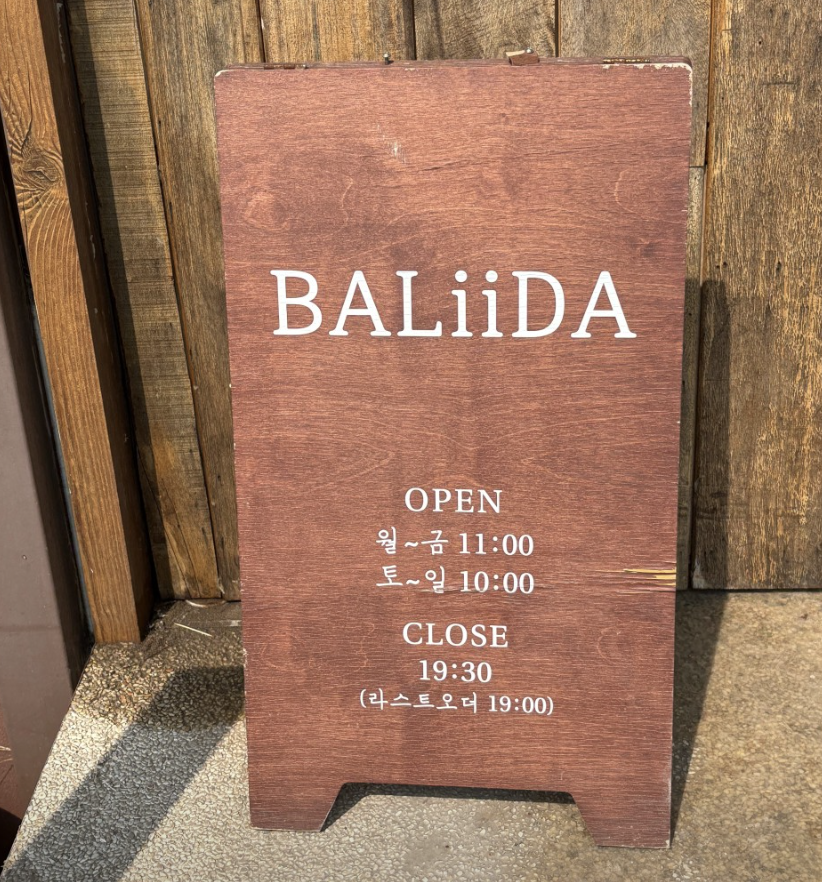 BALiiDA
OPEN
월~금 11:00
토~일 10:00
CLOSE
19:30
(라스트오더 19:00)